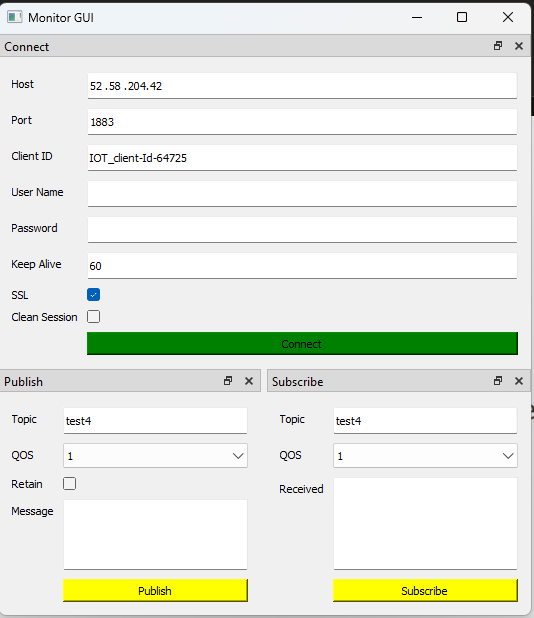 Monitor GUI
Connect
Host 52 .58 .204.42
Port 1883
Client ID IOT_client-Id-64725
User Name
Password
Keep Alive 60
SSL
Clean Session
Connect
Publish
Topic test4
QOS 1
Retain
Message
Publish
Subscribe
Topic test4
QOS 1
Received
Subscribe